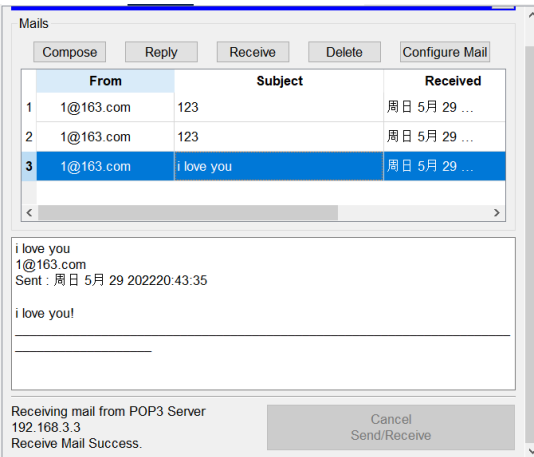 Mails
Compose Reply Receive Delete Configure Mail
From Subject Received
1 1@163.com 123 周日 5月 29 ...
2 1@163.com 123 周日 5月 29 ...
3 1@163.com i love you 周日 5月 29 ...
i love you
1@163.com
Sent : 周日 5月 29 202220:43:35
i love you!
Receiving mail from POP3 Server
192.168.3.3
Receive Mail Success.
Cancel
Send/Receive